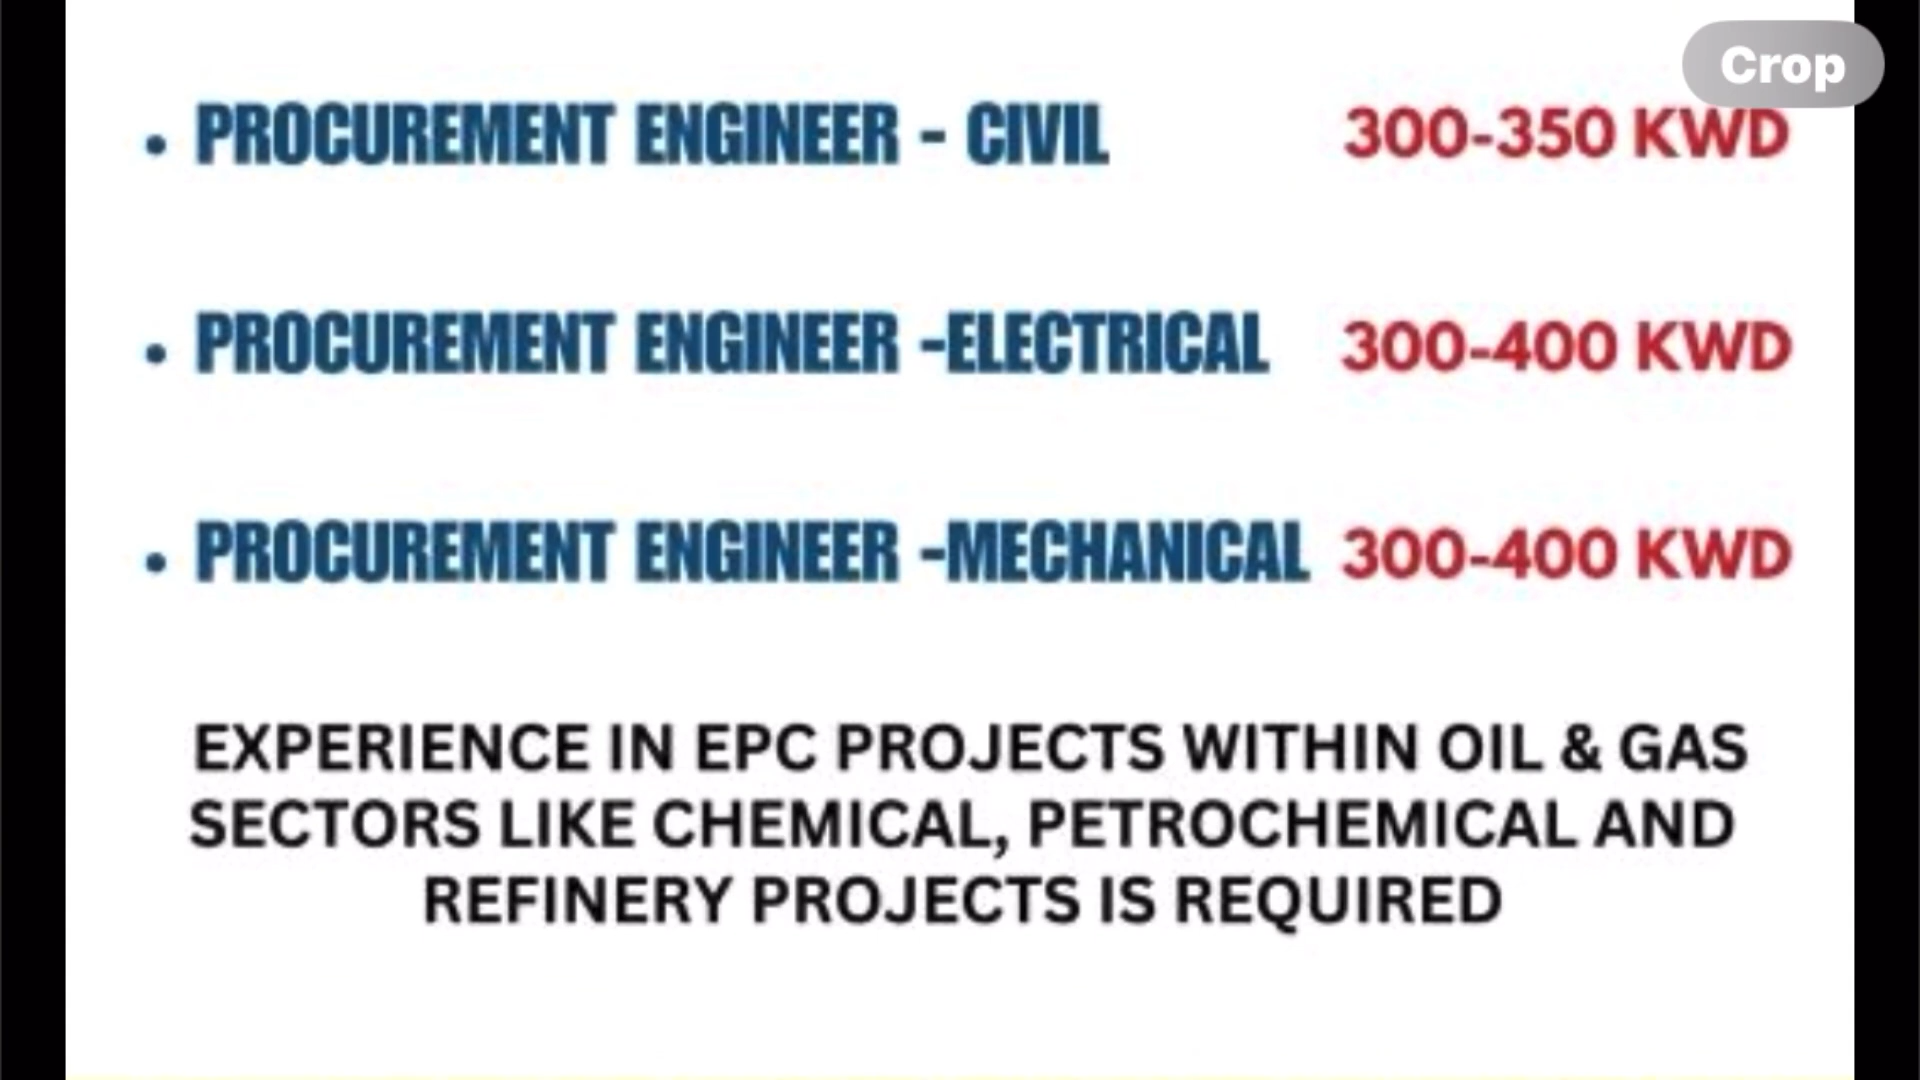 Crop
• PROCUREMENT ENGINEER - CIVIL 300-350 KWD
• PROCUREMENT ENGINEER -ELECTRICAL 300-400 KWD
• PROCUREMENT ENGINEER -MECHANICAL 300-400 KWD
EXPERIENCE IN EPC PROJECTS WITHIN OIL & GAS
SECTORS LIKE CHEMICAL, PETROCHEMICAL AND
REFINERY PROJECTS IS REQUIRED